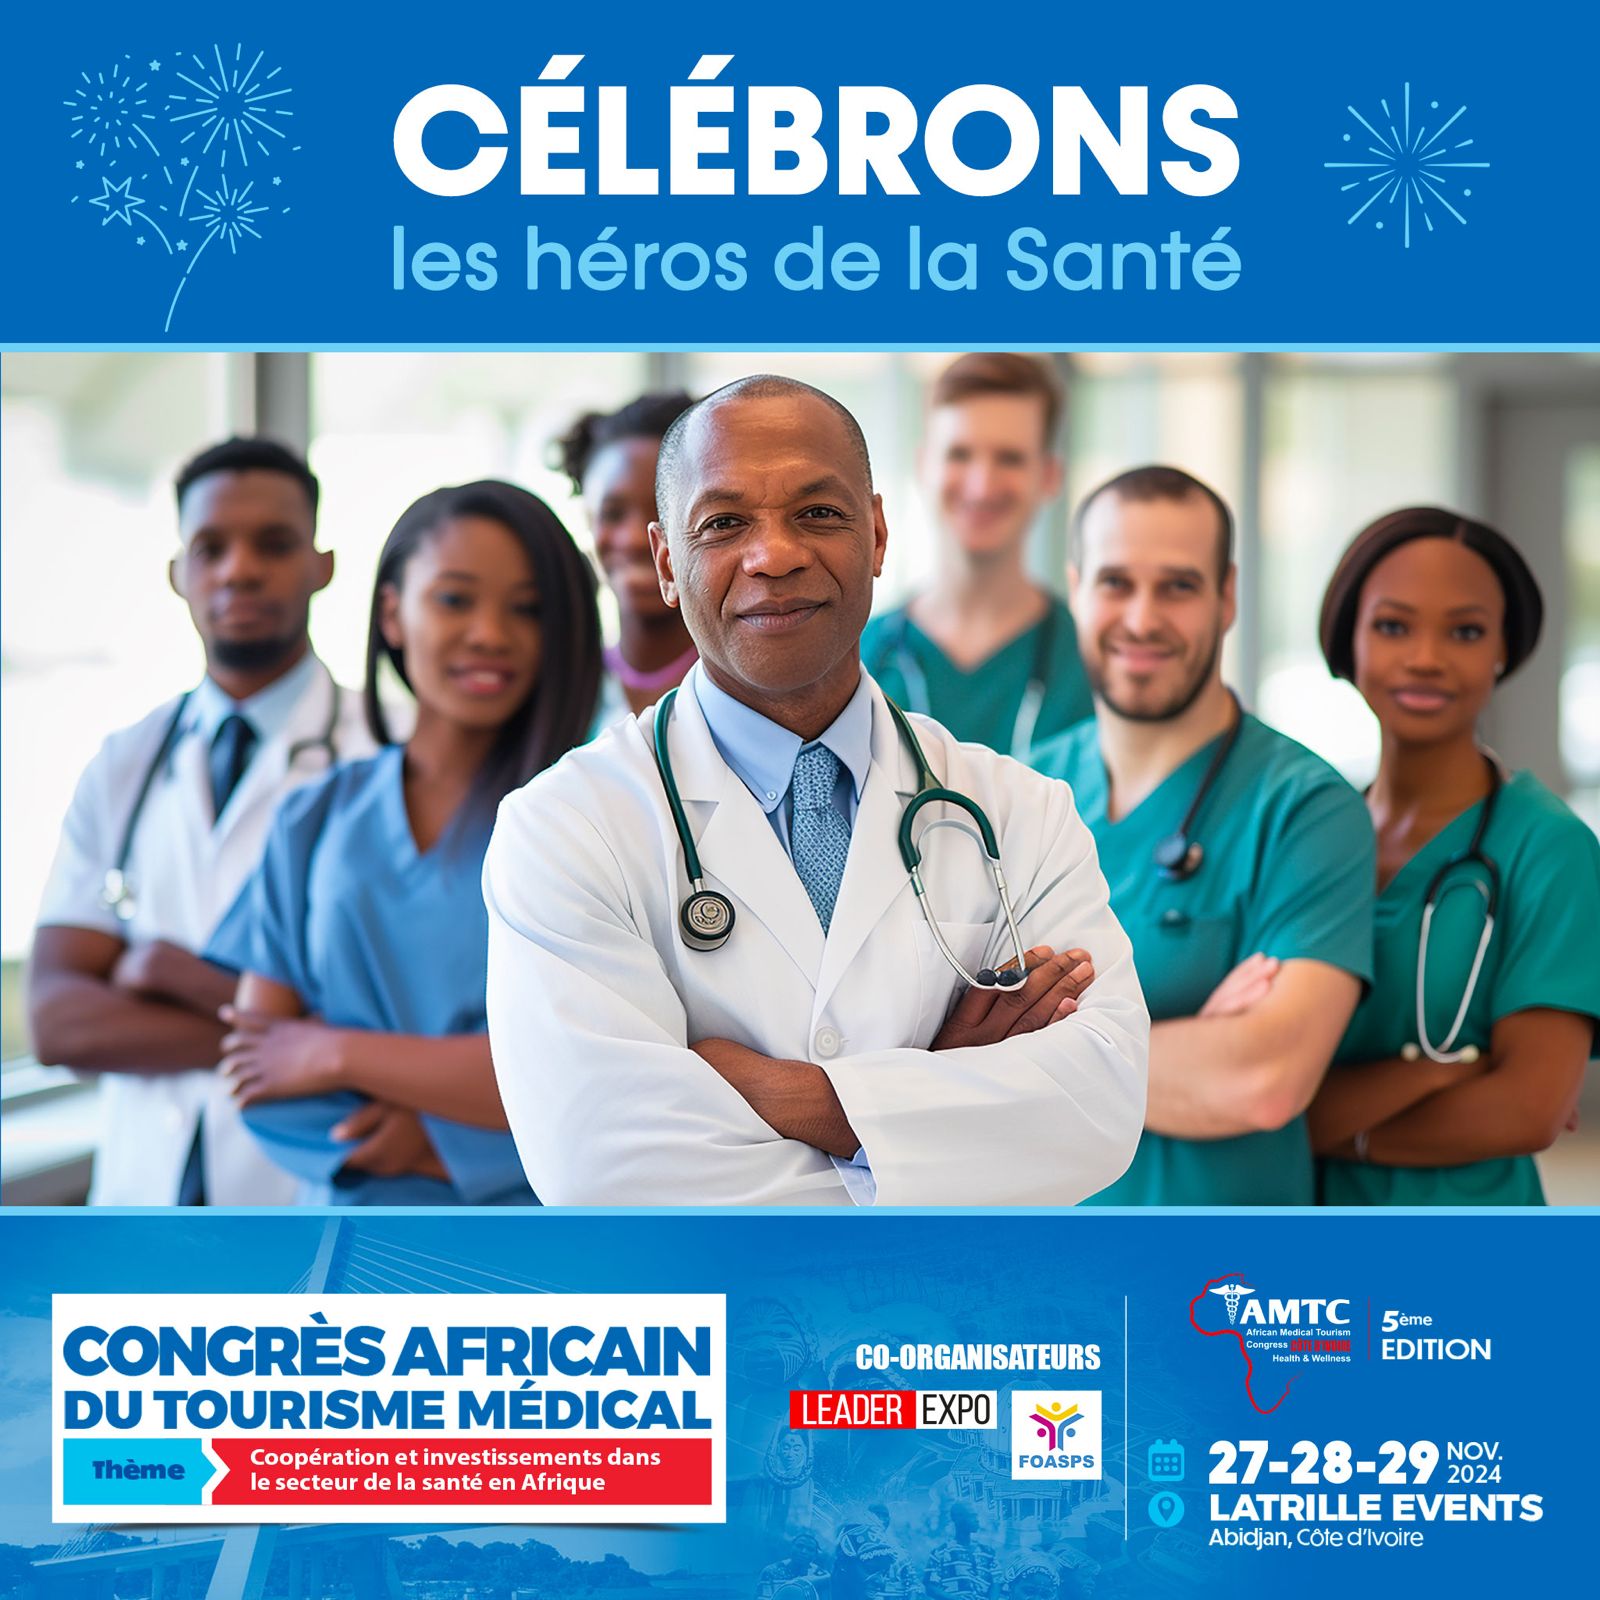 CÉLÉBRONS
les héros de la Santé
CONGRÈS AFRICAIN
DU TOURISME MÉDICAL
Thème
Coopération et investissements dans
le secteur de la santé en Afrique
CO-ORGANISATEURS
LEADER EXPO
FOASPS
AMTC
African Medical Tourism
Congress CÔTE D'IVOIRE
Health & Wellness
5ème
EDITION
27-28-29 NOV.
2024
LATRILLE EVENTS
Abidjan, Côte d'Ivoire